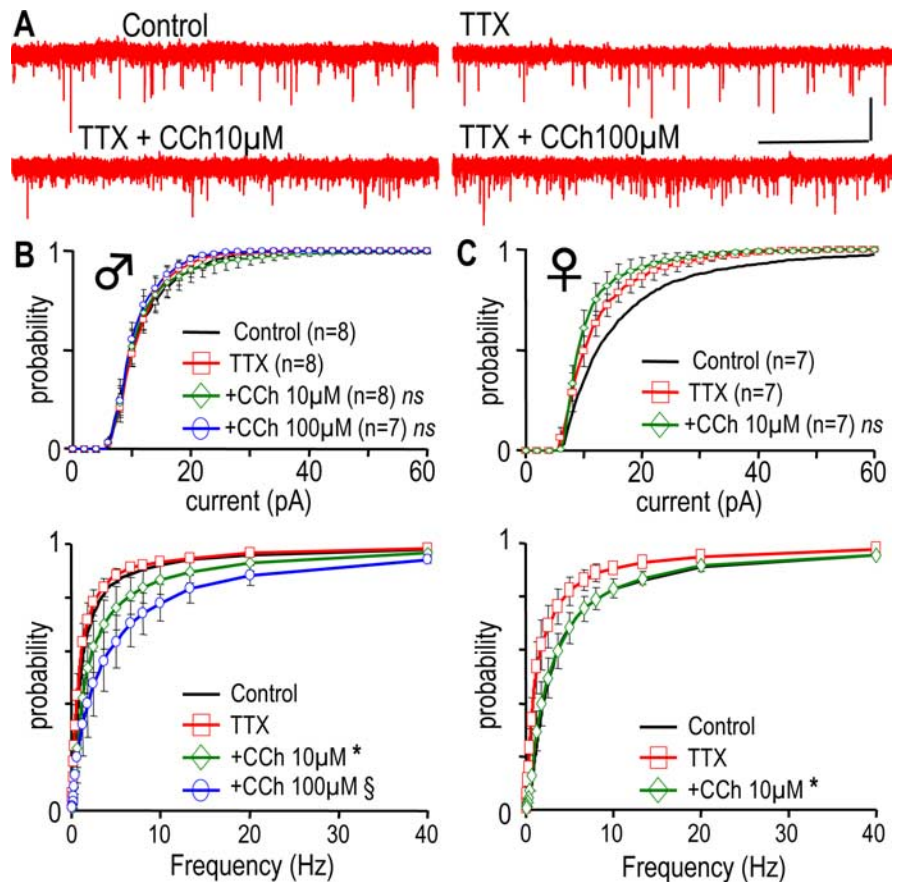 A
Control
TTX
TTX + CCh10µM
TTX + CCh100µM
B
♂
1
probability
0
Control (n=8)
TTX (n=8)
+CCh 10µM (n=8) ns
+CCh 100µM (n=7) ns
0 20 40 60
current (pA)
C
♀
1
probability
0
Control (n=7)
TTX (n=7)
+CCh 10µM (n=7) ns
0 20 40 60
current (pA)
1
probability
0
Control
TTX
+CCh 10µM *
+CCh 100µM §
0 10 20 30 40
Frequency (Hz)
1
probability
0
Control
TTX
+CCh 10µM *
0 10 20 30 40
Frequency (Hz)